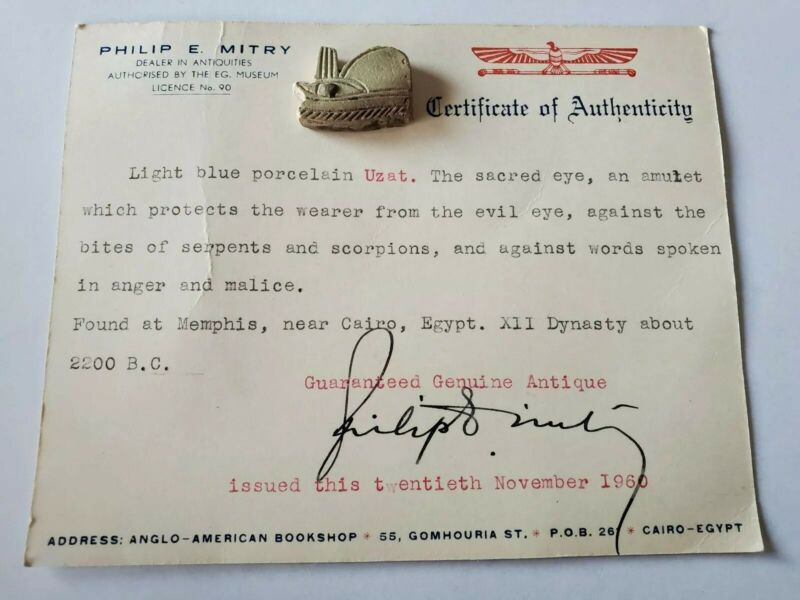 PHILIP E. MITRY
DEALER IN ANTIQUITIES
AUTHORISED BY THE EG. MUSEUM
LICENCE No. 90
Certificate of Authenticity
Light blue porcelain Uzat. The sacred eye, an amulet
which protects the wearer from the evil eye, against the
bites of serpents and scorpions, and against words spoken
in anger and malice.
Found at Memphis, near Cairo, Egypt. XII Dynasty about
2200 B.C.
Guaranteed Genuine Antique
Philip E. Mitry
issued this twentieth November 1960
ADDRESS: ANGLO-AMERICAN BOOKSHOP * 55, GOMHOURIA ST. * P.O.B. * CAIRO-EGYPT